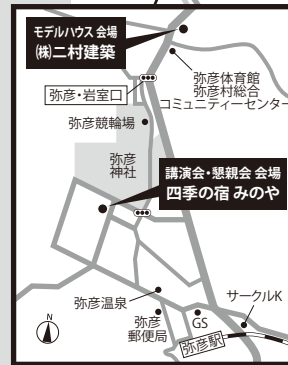 モデルハウス 会場
㈱二村建築
弥彦体育館
弥彦村総合
コミュニティーセンター
弥彦・岩室口
弥彦競輪場
弥彦
神社
講演会・懇親会 会場
四季の宿 みのや
弥彦温泉
サークルK
弥彦
郵便局
GS
弥彦駅
N